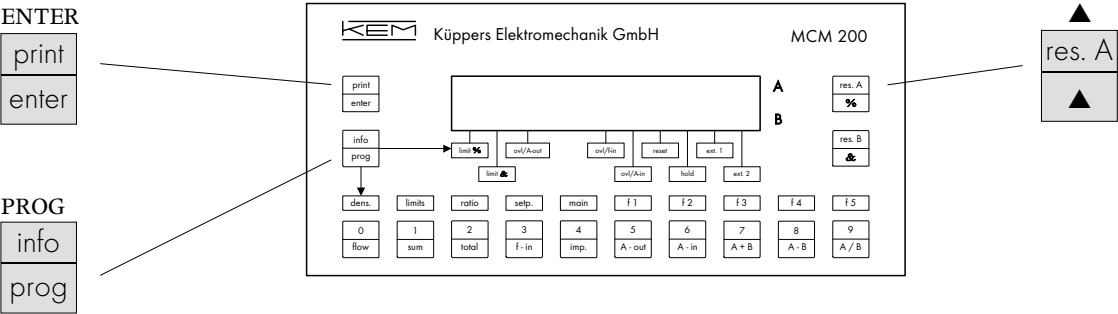 ENTER
print
enter
PROG
info
prog
KEM Küppers Elektromechanik GmbH MCM 200
print
enter
info
prog
A
B
res. A
%
res. B
&
limit % ovl/A-out ovl/f-in reset ext. 1
limit & ovl/A-in hold ext. 2
dens. limits ratio setp. main f 1 f 2 f 3 f 4 f 5
0 1 2 3 4 5 6 7 8 9
flow sum total f - in imp. A - out A - in A + B A - B A / B
▲
res. A
▲